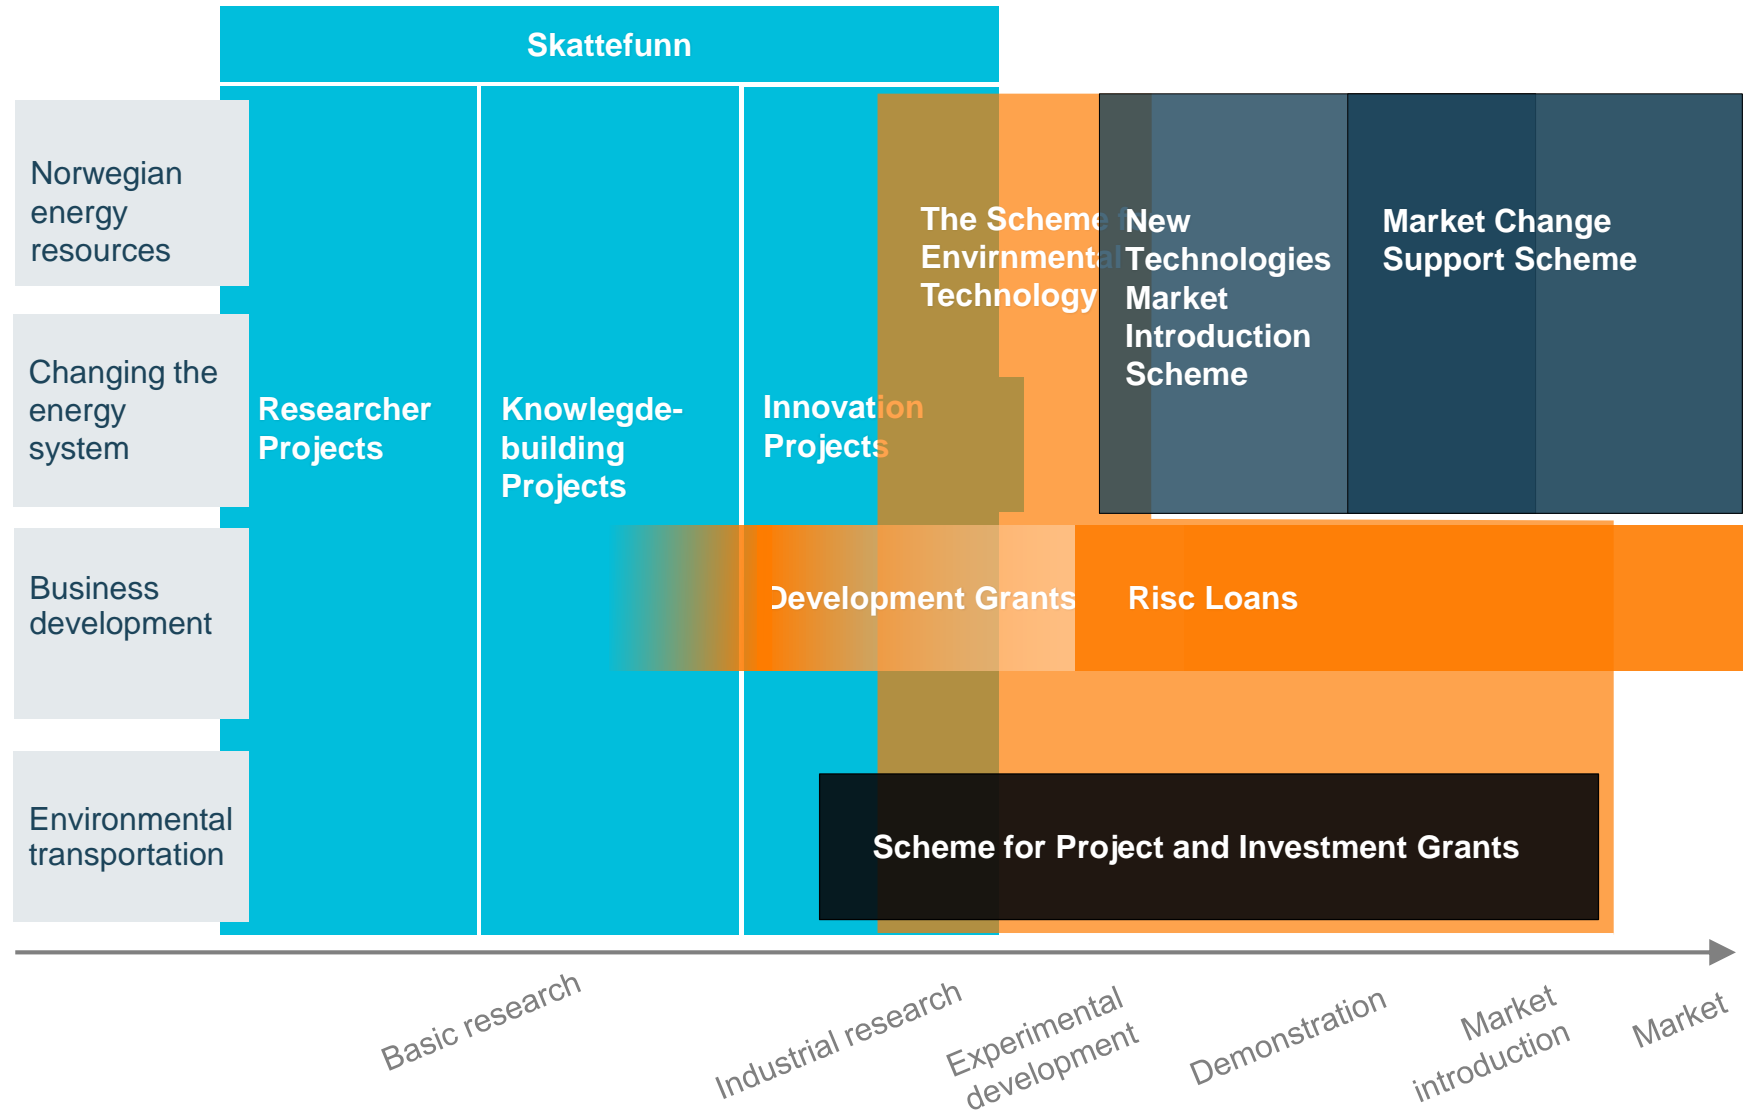 Skattefunn
Norwegian
energy
resources
Changing the
energy
system
Business
development
Environmental
transportation
Researcher
Projects
Knowlegde-
building
Projects
Innovation
Projects
The Scheme f
Envirnmental
Technology
New
Technologies
Market
Introduction
Scheme
Market Change
Support Scheme
Development Grants
Risc Loans
Scheme for Project and Investment Grants
Basic research
Industrial research
Experimental
development
Demonstration
Market
introduction
Market